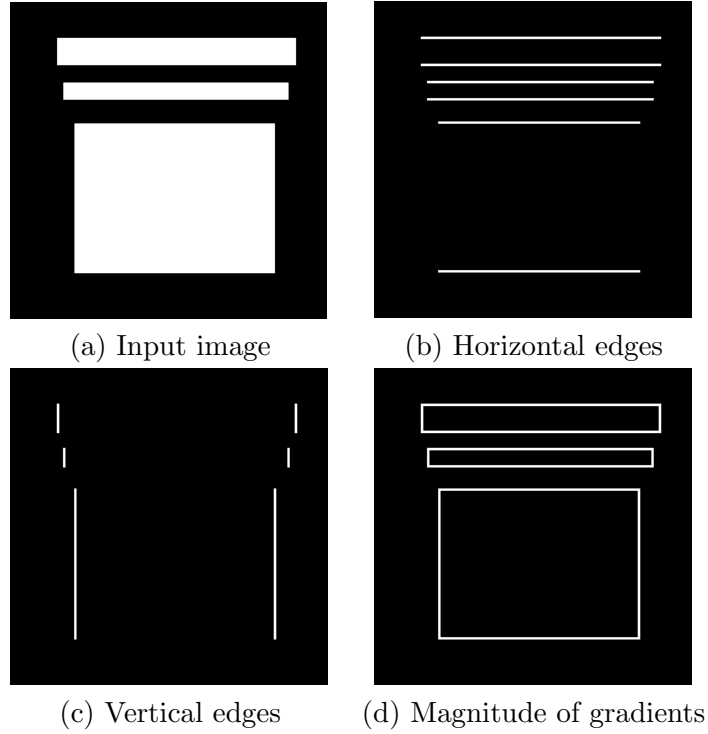 (a) Input image
(b) Horizontal edges
(c) Vertical edges
(d) Magnitude of gradients